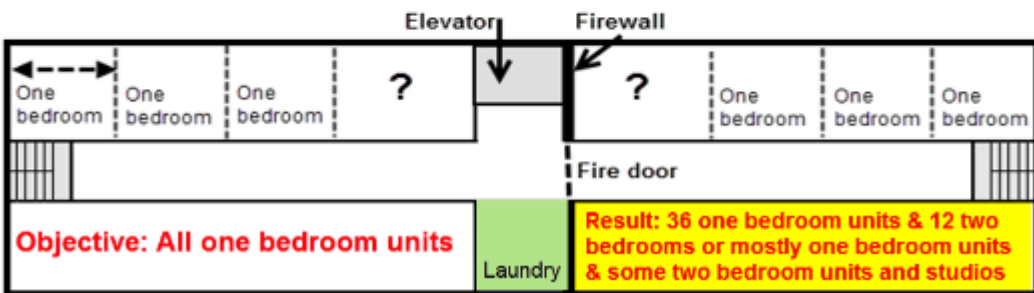 Elevator
Firewall
One
bedroom
One
bedroom
One
bedroom
?
?
One
bedroom
One
bedroom
One
bedroom
Fire door
Objective: All one bedroom units
Laundry
Result: 36 one bedroom units & 12 two
bedrooms or mostly one bedroom units
& some two bedroom units and studios